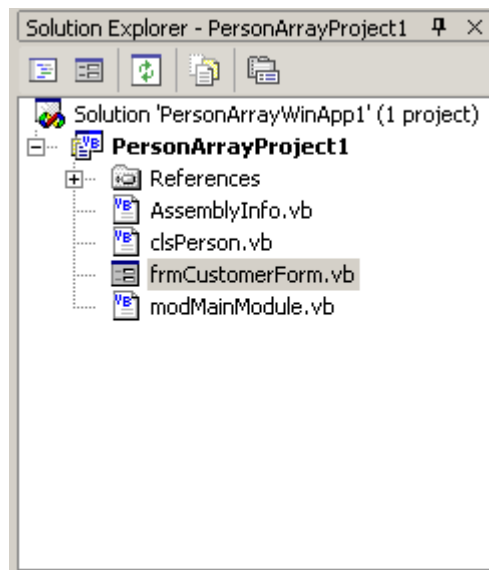 Solution Explorer - PersonArrayProject1
Solution 'PersonArrayWinApp1' (1 project)
PersonArrayProject1
References
AssemblyInfo.vb
clsPerson.vb
frmCustomerForm.vb
modMainModule.vb